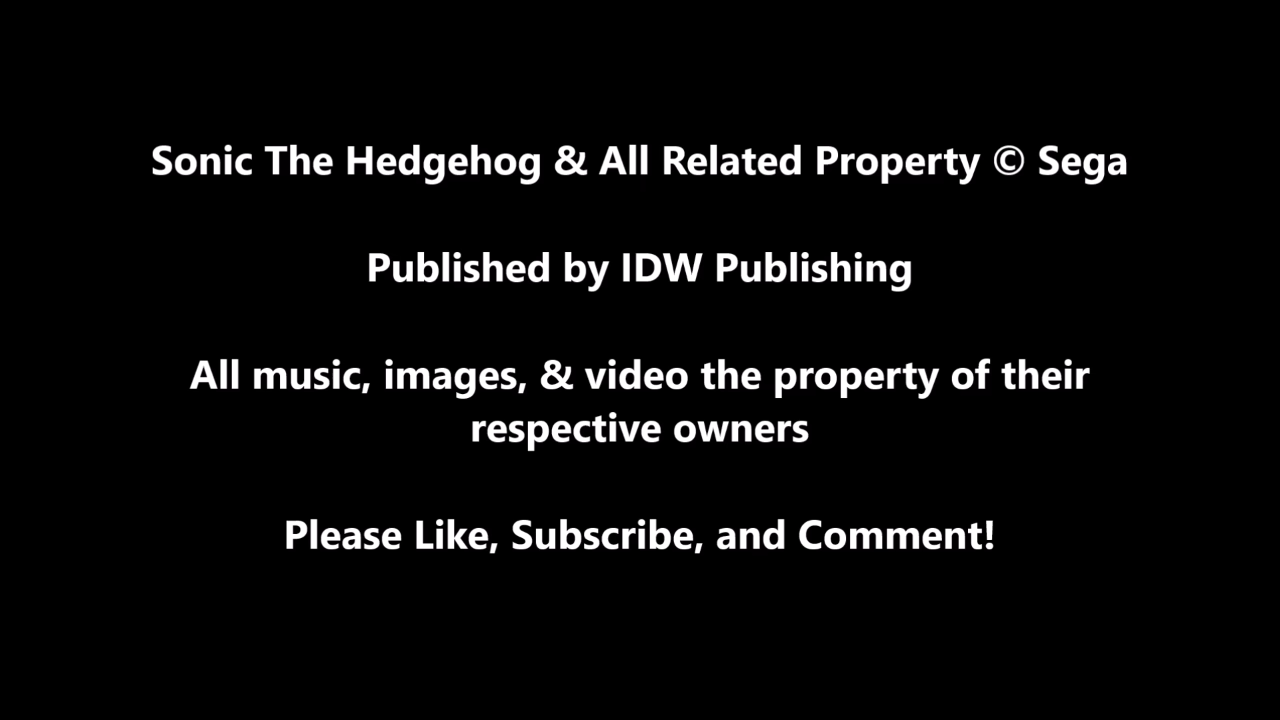 Sonic The Hedgehog & All Related Property © Sega
Published by IDW Publishing
All music, images, & video the property of their
respective owners
Please Like, Subscribe, and Comment!